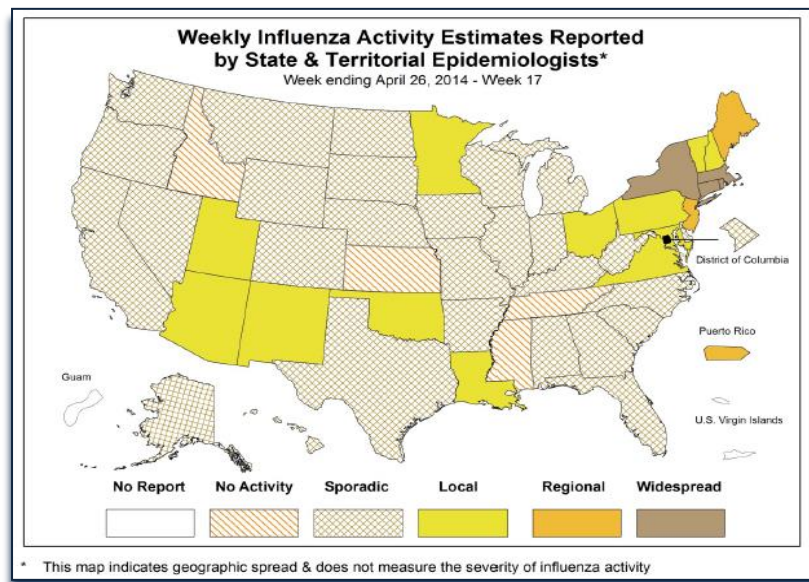 Weekly Influenza Activity Estimates Reported
by State & Territorial Epidemiologists*
Week ending April 26, 2014 - Week 17
District of Columbia
Puerto Rico
Guam
U.S. Virgin Islands
No Report No Activity Sporadic Local Regional Widespread
* This map indicates geographic spread & does not measure the severity of influenza activity